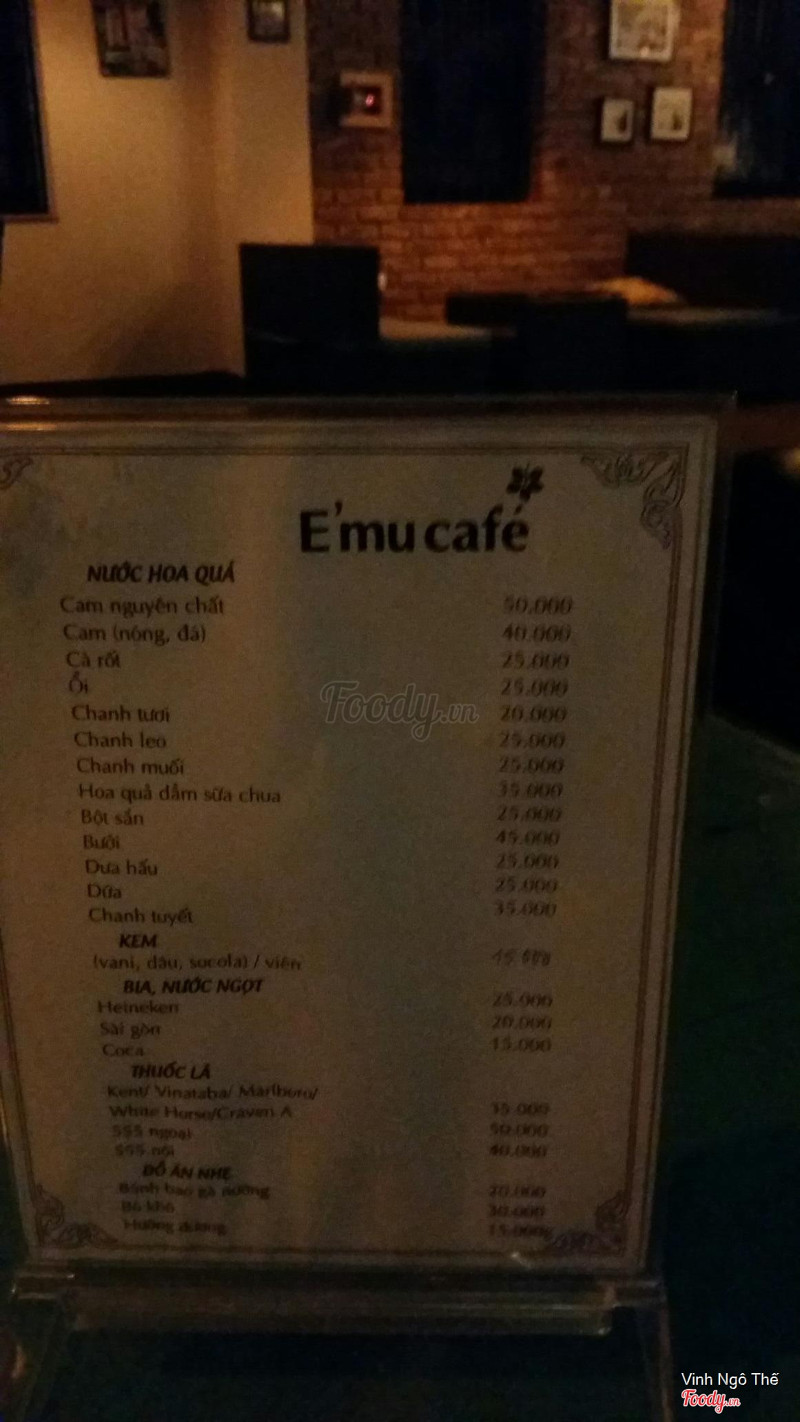 E'mu café
NƯỚC HOA QUẢ
Cam nguyên chất 50.000
Cam (nóng, đá) 40.000
Cà rốt 25.000
Ổi 25.000
Chanh tươi 20.000
Chanh leo 25.000
Chanh muối 25.000
Hoa quả dầm sữa chua 35.000
Bột sắn 25.000
Bưởi 45.000
Dưa hấu 25.000
Dừa 25.000
Chanh tuyết 35.000
KEM
(vani, dâu, socola) / viên
BIA, NƯỚC NGỌT
Heineken 25.000
Sài gòn 20.000
Coca 15.000
THUỐC LÁ
Kent/ Vinataba/ Marlboro/
White Horse/Craven A 35.000
555 ngoại 50.000
555 nội 40.000
ĐỒ ĂN NHẸ
Bánh bao gà nướng 20.000
Bò khô 30.000
Hướng dương 15.000
Foody.vn
Vinh Ngô Thế
Foody.vn